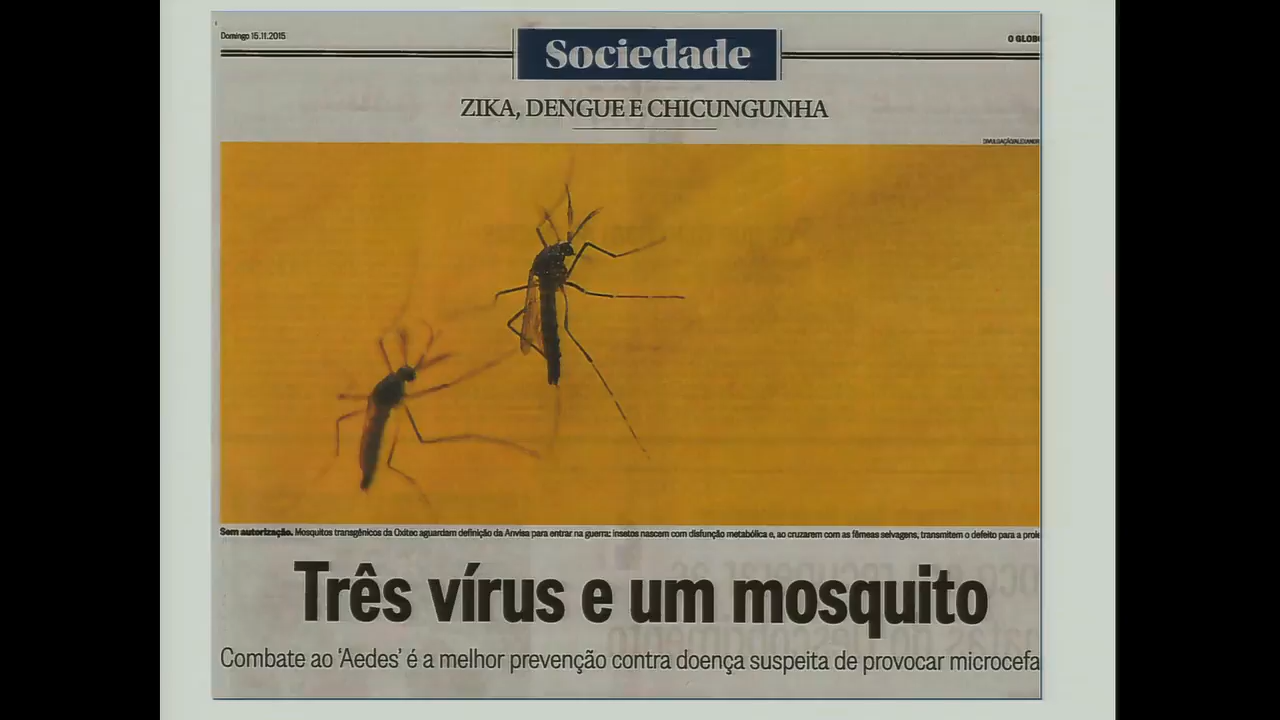 Domingo 15.11.2015
O GLOB
Sociedade
ZIKA, DENGUE E CHICUNGUNHA
Sem autorização. Mosquitos transgênicos da Oxitec aguardam definição da Anvisa para entrar na guerra: insetos nascem com disfunção metabólica e, ao cruzarem com as fêmeas selvagens, transmitem o defeito para a prole
Três vírus e um mosquito
Combate ao ‘Aedes’ é a melhor prevenção contra doença suspeita de provocar microcefa